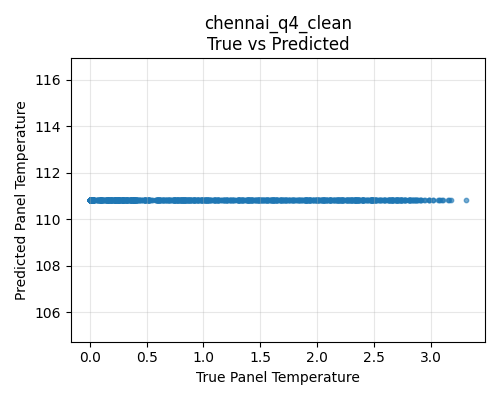 chennai_q4_clean
True vs Predicted
116
114
112
110
108
106
Predicted Panel Temperature
0.0 0.5 1.0 1.5 2.0 2.5 3.0
True Panel Temperature